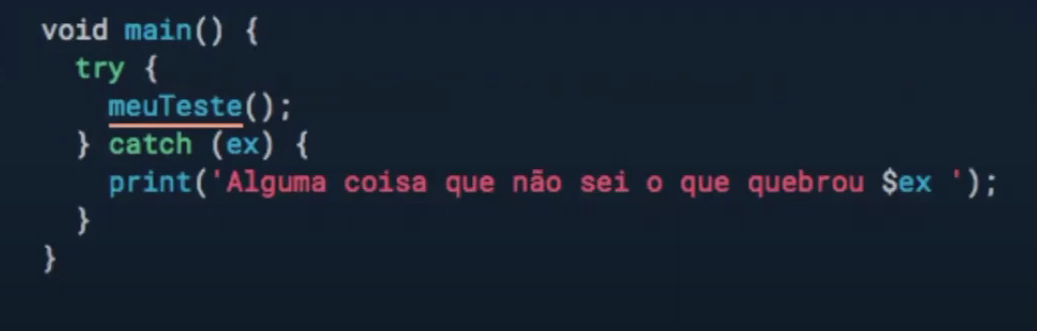 void main() {
try {
meuTeste();
} catch (ex) {
print('Alguma coisa que não sei o que quebrou $ex ');
}
}